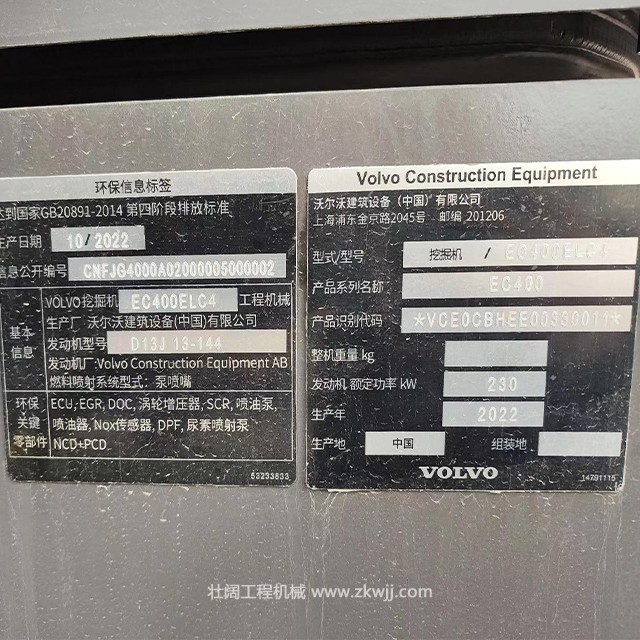 环保信息标签
达到国家GB20891-2014 第四阶段排放标准
生产日期 10/2022
信息公开编号 CNFJG4000A02000005000002
基本信息
VOLVO挖掘机 EC400ELC4 工程机械
生产厂 沃尔沃建筑设备(中国)有限公司
发动机型号 D13J 13-144
发动机厂:Volvo Construction Equipment AB
燃料喷射系统型式：泵喷嘴
环保关键零部件
ECU,EGR, DOC, 涡轮增压器, SCR, 喷油泵,
喷油器, Nox传感器, DPF, 尿素喷射泵
NCD+PCD
53233833
Volvo Construction Equipment
沃尔沃建筑设备（中国）有限公司
上海浦东金京路2045号 邮编 201206
型式/型号 挖掘机 / EC400ELC4
产品系列名称 EC400
产品识别代码 *VCE0CBHEE00330011*
整机重量 kg
发动机 额定功率 kW 230
生产年 2022
生产地 中国 组装地
VOLVO
14791115
壮阔工程机械 www.zkwjj.com